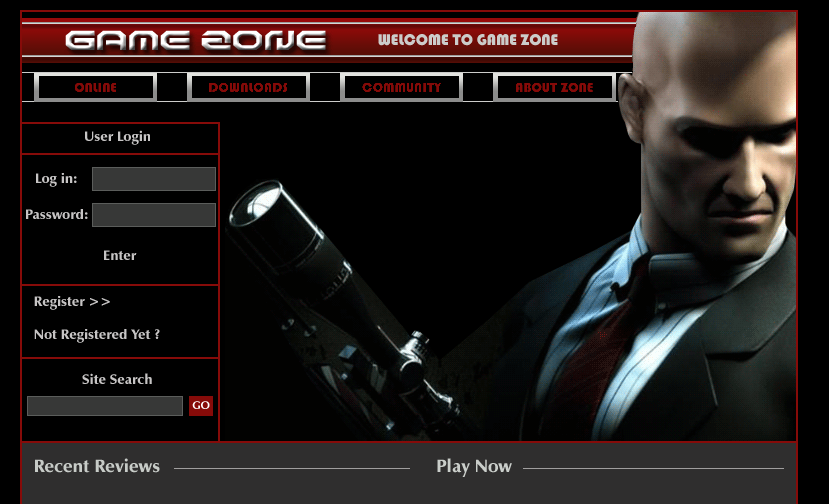 GAME ZONE
WELCOME TO GAME ZONE
ONLINE
DOWNLONDS
COMMUNITY
ABOUT ZONE
User Login
Log in:
Password:
Enter
Register >>
Not Registered Yet ?
Site Search
GO
Recent Reviews
Play Now